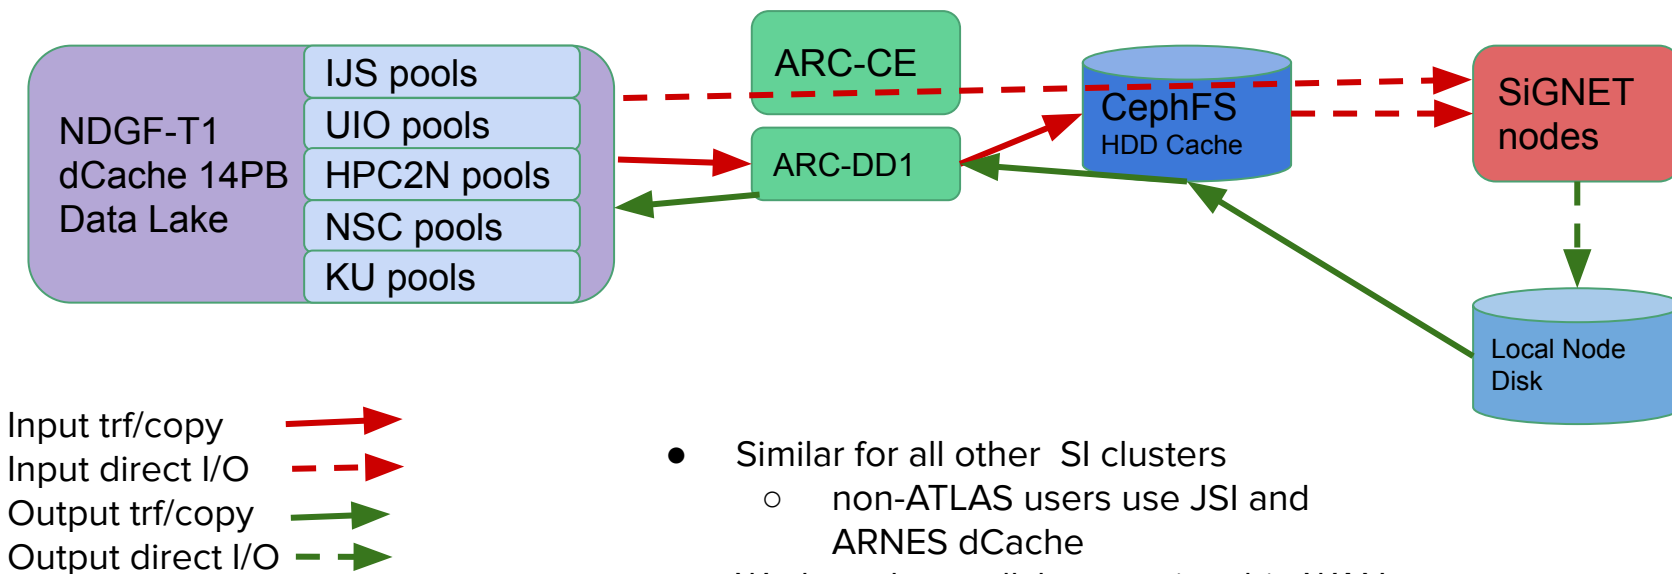 NDGF-T1
dCache 14PB
Data Lake
IJS pools
UIO pools
HPC2N pools
NSC pools
KU pools
ARC-CE
ARC-DD1
CephFS
HDD Cache
SiGNET
nodes
Local Node
Disk
Input trf/copy
Input direct I/O
Output trf/copy
Output direct I/O
● Similar for all other SI clusters
○ non-ATLAS users use JSI and
ARNES dCache